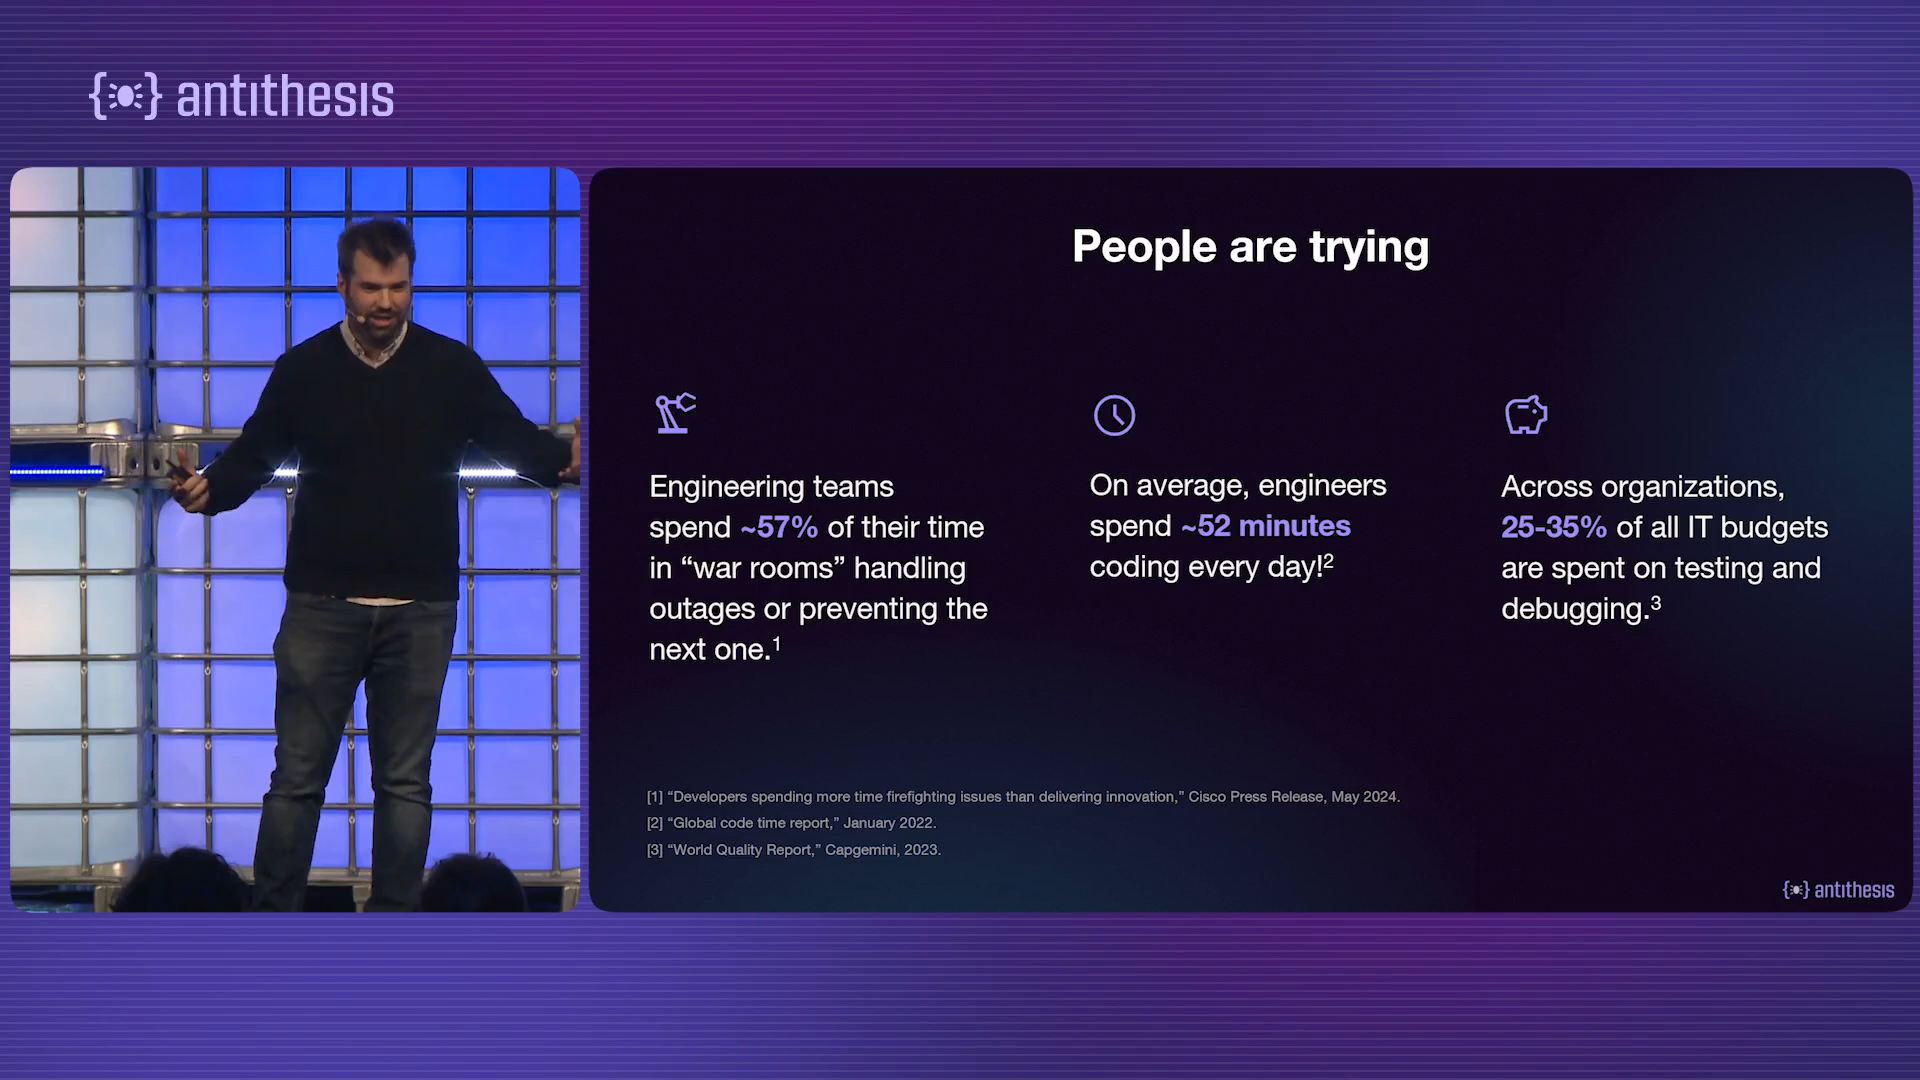 {} antithesis
People are trying
Engineering teams
spend ~57% of their time
in “war rooms” handling
outages or preventing the
next one.1
On average, engineers
spend ~52 minutes
coding every day!2
Across organizations,
25-35% of all IT budgets
are spent on testing and
debugging.3
[1] “Developers spending more time firefighting issues than delivering innovation,” Cisco Press Release, May 2024.
[2] “Global code time report,” January 2022.
[3] “World Quality Report,” Capgemini, 2023.
{} antithesis